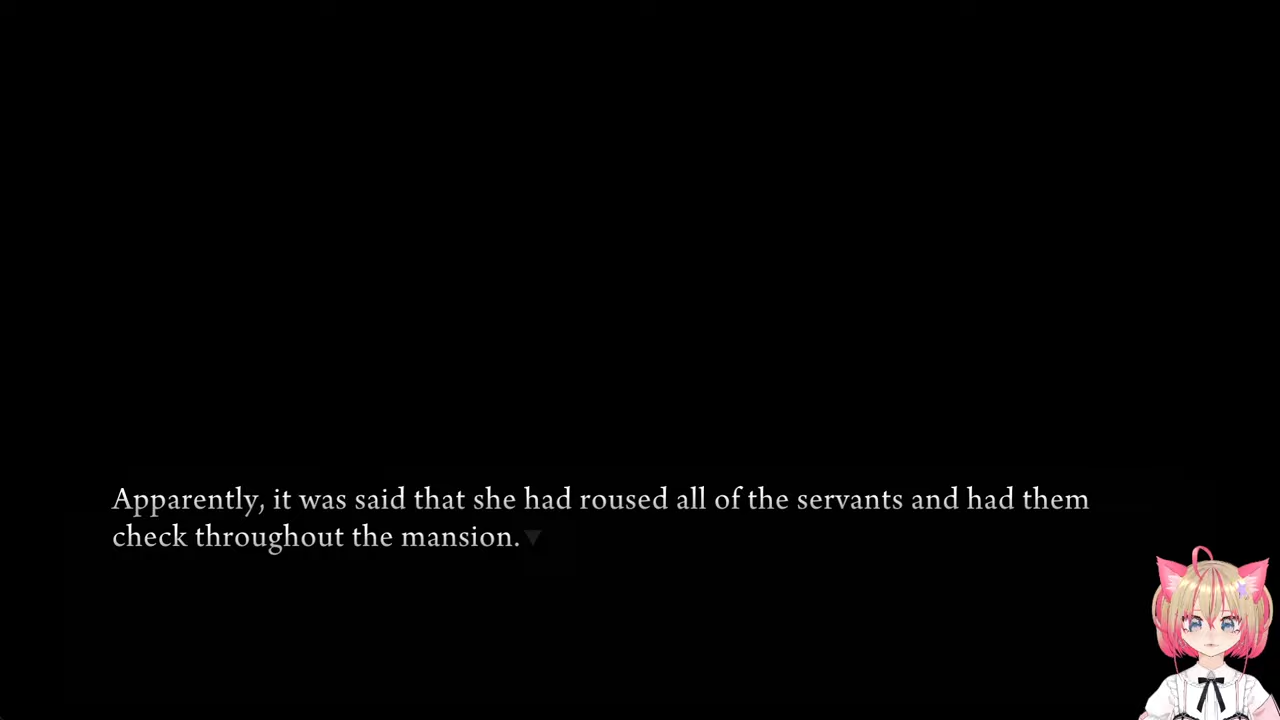 Apparently, it was said that she had roused all of the servants and had them
check throughout the mansion.